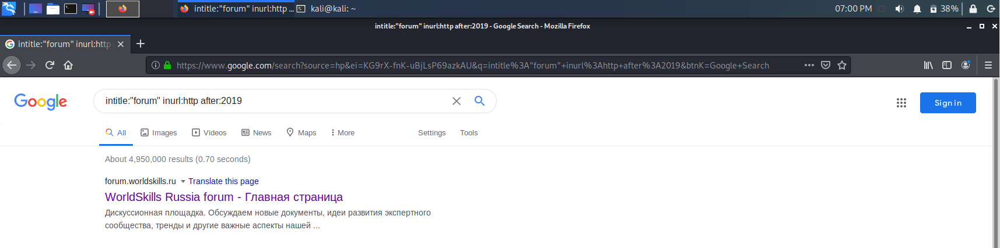 intitle:"forum" inurl:http ... kali@kali: ~ 07:00 PM 38%
intitle:"forum" inurl:http after:2019 - Google Search - Mozilla Firefox
intitle:"forum" inurl:http
https://www.google.com/search?source=hp&ei=KG9rX-fnK-uBjLsP69azkAU&q=intitle%3A"forum"+inurl%3Ahttp+after%3A2019&btnK=Google+Search
Google intitle:"forum" inurl:http after:2019 Sign in
All Images Videos News Maps More Settings Tools
About 4,950,000 results (0.70 seconds)
forum.worldskills.ru Translate this page
WorldSkills Russia forum - Главная страница
Дискуссионная площадка. Обсуждаем новые документы, идеи развития экспертного
сообщества, тренды и другие важные аспекты нашей ...